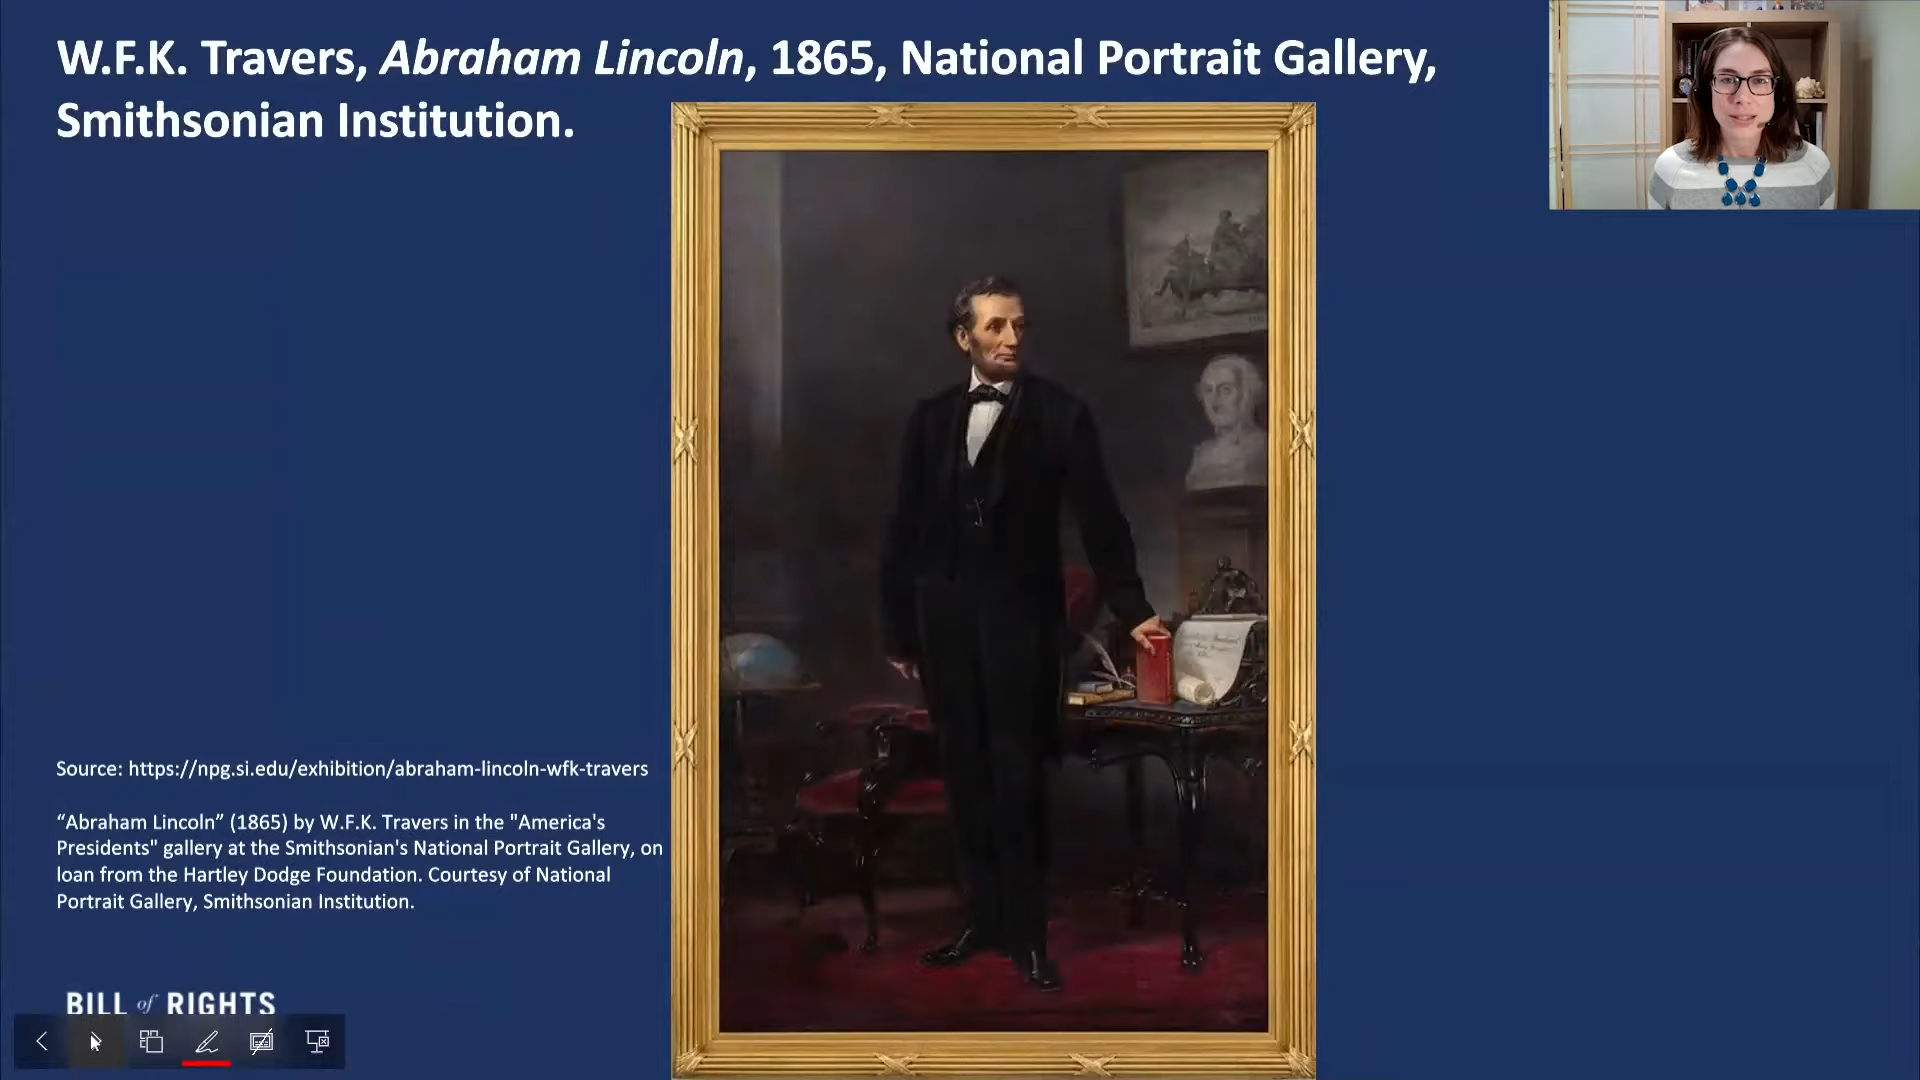 W.F.K. Travers, Abraham Lincoln, 1865, National Portrait Gallery,
Smithsonian Institution.
Source: https://npg.si.edu/exhibition/abraham-lincoln-wfk-travers
“Abraham Lincoln” (1865) by W.F.K. Travers in the "America's
Presidents" gallery at the Smithsonian's National Portrait Gallery, on
loan from the Hartley Dodge Foundation. Courtesy of National
Portrait Gallery, Smithsonian Institution.
BILL of RIGHTS